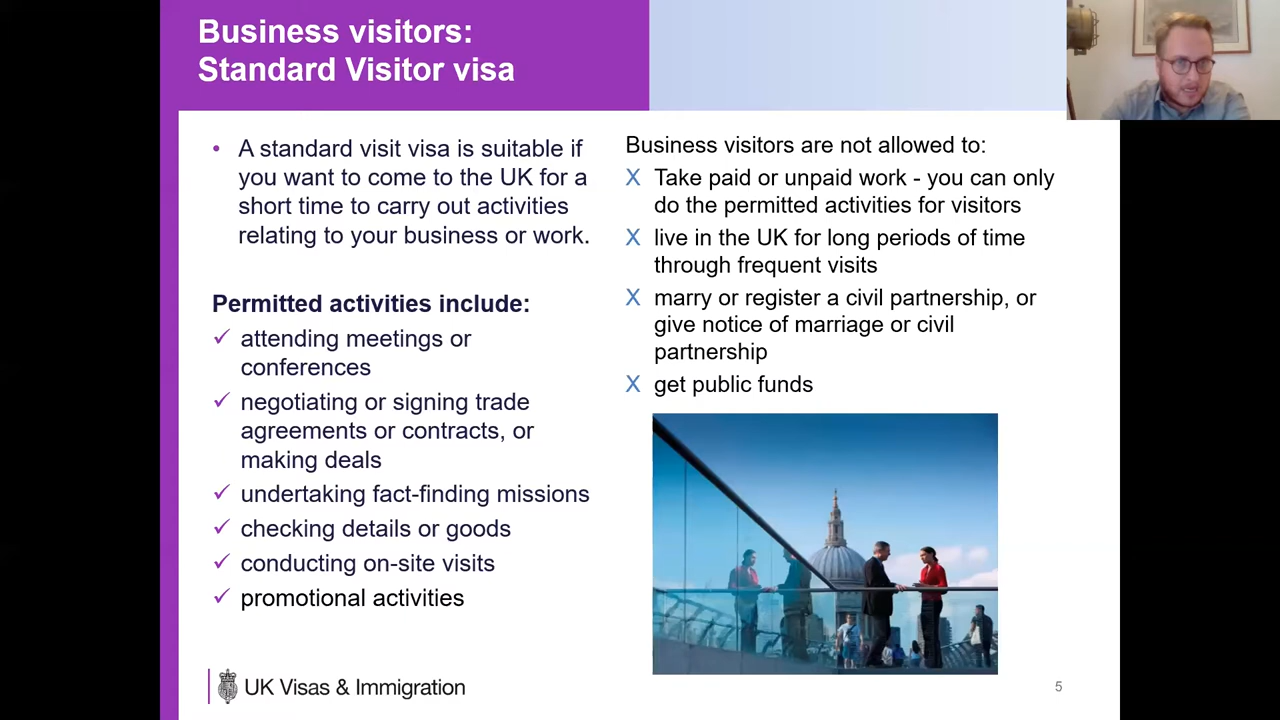 Business visitors:
Standard Visitor visa
• A standard visit visa is suitable if
you want to come to the UK for a
short time to carry out activities
relating to your business or work.
Permitted activities include:
✓ attending meetings or
conferences
✓ negotiating or signing trade
agreements or contracts, or
making deals
✓ undertaking fact-finding missions
✓ checking details or goods
✓ conducting on-site visits
✓ promotional activities
Business visitors are not allowed to:
X Take paid or unpaid work - you can only
do the permitted activities for visitors
X live in the UK for long periods of time
through frequent visits
X marry or register a civil partnership, or
give notice of marriage or civil
partnership
X get public funds
UK Visas & Immigration
5